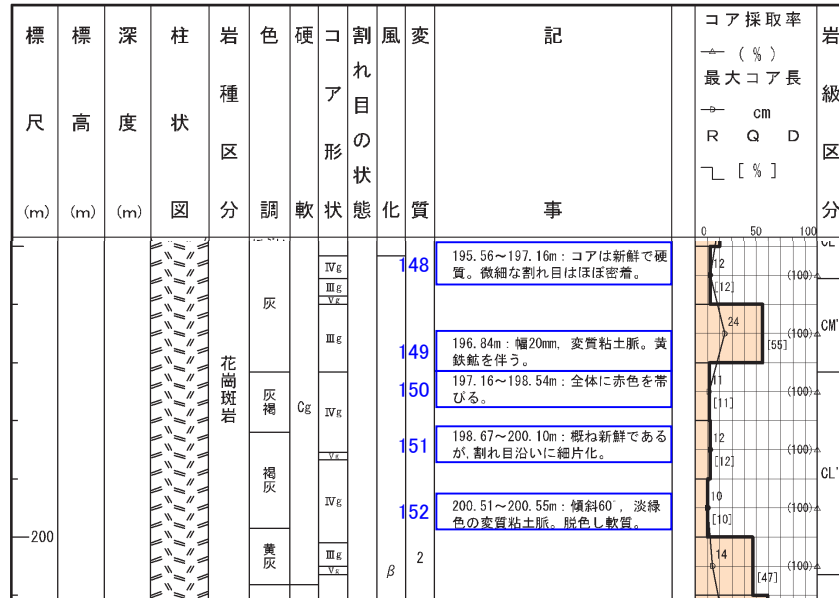 標尺(m)
標高(m)
深度(m)
柱状図
岩種区分
色調
硬軟
コア形状
割れ目の状態
風化
変質
記事
コア採取率
(%)
最大コア長
cm
R Q D
[%]
岩級区分
0 50 100
148
195.56~197.16m:コアは新鮮で硬
質。微細な割れ目はほぼ密着。
149
196.84m:幅20mm, 変質粘土脈。黄
鉄鉱を伴う。
150
197.16~198.54m:全体に赤色を帯
びる。
151
198.67~200.10m:概ね新鮮である
が,割れ目沿いに細片化。
152
200.51~200.55m:傾斜60°,淡緑
色の変質粘土脈。脱色し軟質。
200
花崗斑岩
灰
灰褐
褐灰
黄灰
Cg
Ⅳg
Ⅲg
Ⅴg
Ⅲg
Ⅳg
Ⅴg
Ⅳg
Ⅲg
Ⅴg
β
2
12
[12]
(100)
24
[55]
(100)
11
[11]
(100)
12
[12]
(100)
10
[10]
(100)
14
[47]
(100)
CM'
CL'